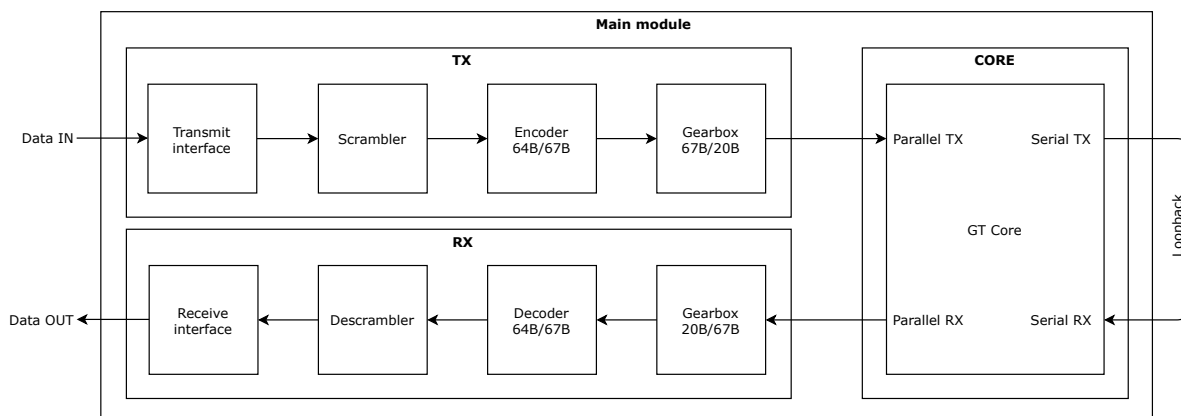 Main module
TX
CORE
Data IN
Transmit
interface
Scrambler
Encoder
64B/67B
Gearbox
67B/20B
Parallel TX
Serial TX
GT Core
Loopback
RX
Data OUT
Receive
interface
Descrambler
Decoder
64B/67B
Gearbox
20B/67B
Parallel RX
Serial RX